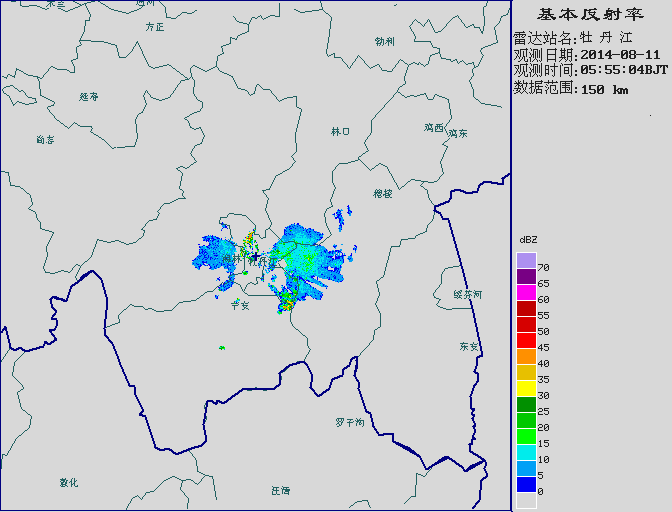 方正
勃利
延寿
尚志
林口
鸡西
鸡东
穆棱
宁安
绥芬河
东安
罗子沟
敦化
汪清
基本反射率
雷达站名:牡丹江
观测日期:2014-08-11
观测时间:05:55:04BJT
数据范围:150 km
dBZ
70
65
60
55
50
45
40
35
30
25
20
15
10
5
0